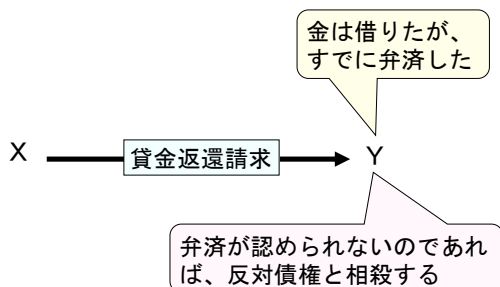 金は借りたが、
すでに弁済した
X
貸金返還請求
Y
弁済が認められないのであれ
ば、反対債権と相殺する